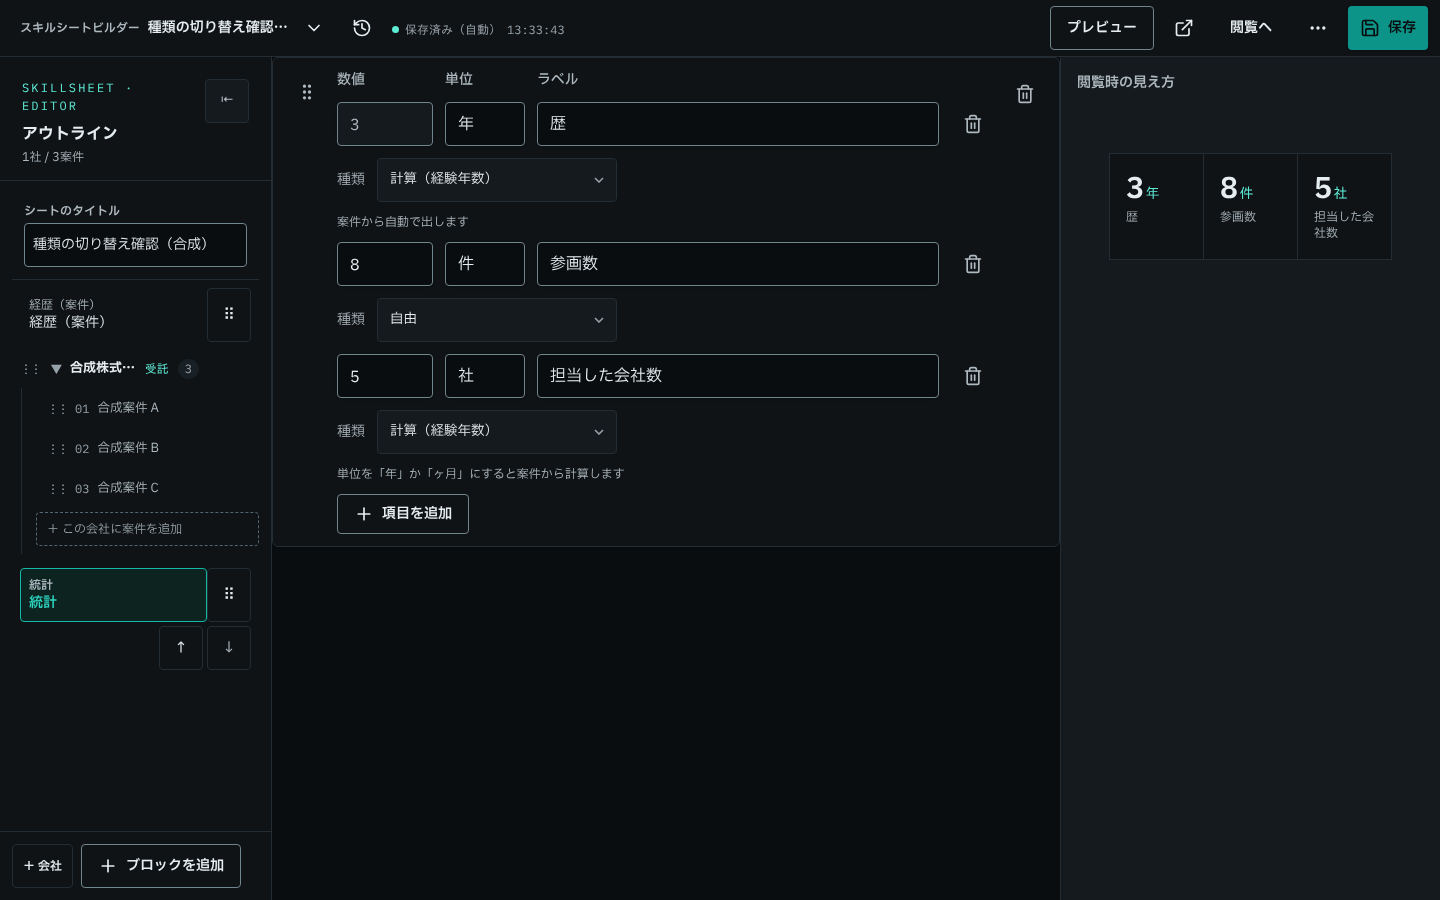 スキルシートビルダー 種類の切り替え確認…
保存済み（自動） 13:33:43
プレビュー
閲覧へ
保存
SKILLSHEET ·
EDITOR
アウトライン
1社 / 3案件
シートのタイトル
種類の切り替え確認（合成）
経歴（案件）
経歴（案件）
合成株式… 受託 3
01 合成案件 A
02 合成案件 B
03 合成案件 C
+ この会社に案件を追加
統計
統計
↑ ↓
+ 会社
+ ブロックを追加
数値 単位 ラベル
3 年 歴
種類 計算（経験年数）
案件から自動で出します
8 件 参画数
種類 自由
5 社 担当した会社数
種類 計算（経験年数）
単位を「年」か「ヶ月」にすると案件から計算します
+ 項目を追加
閲覧時の見え方
3年
歴
8件
参画数
5社
担当した会
社数